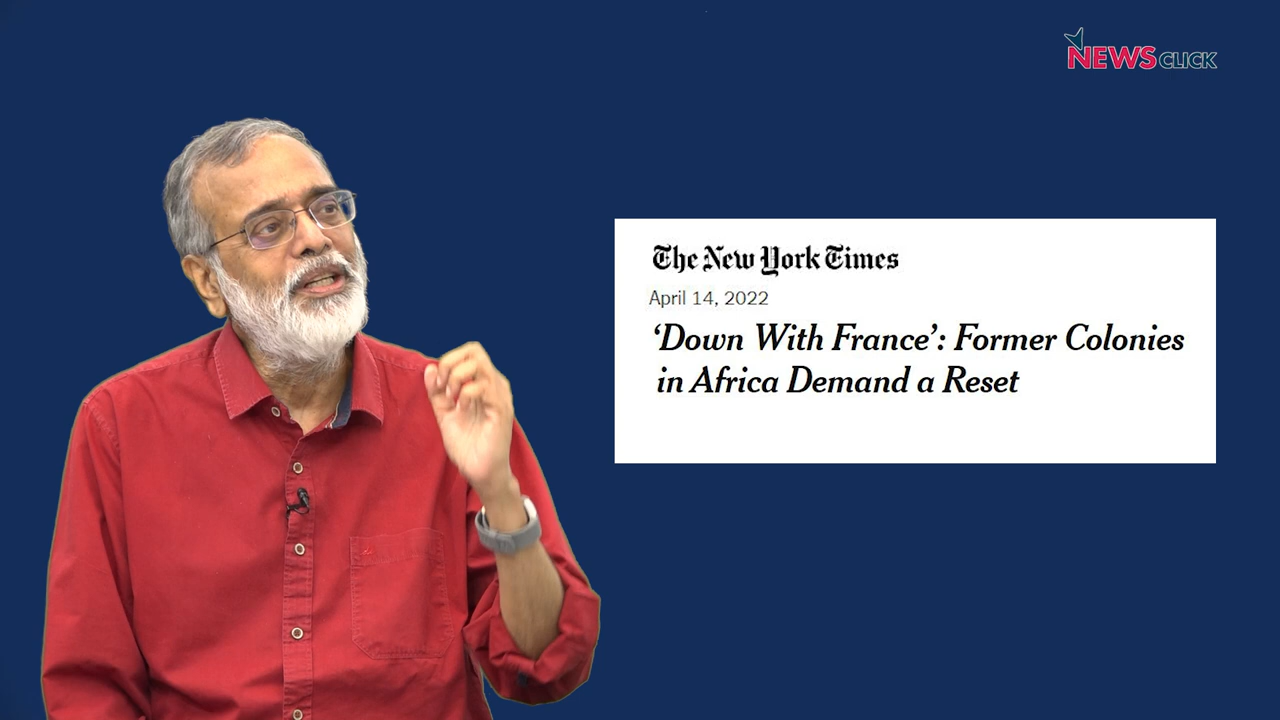 NEWSCLICK
The New York Times
April 14, 2022
‘Down With France’: Former Colonies
in Africa Demand a Reset